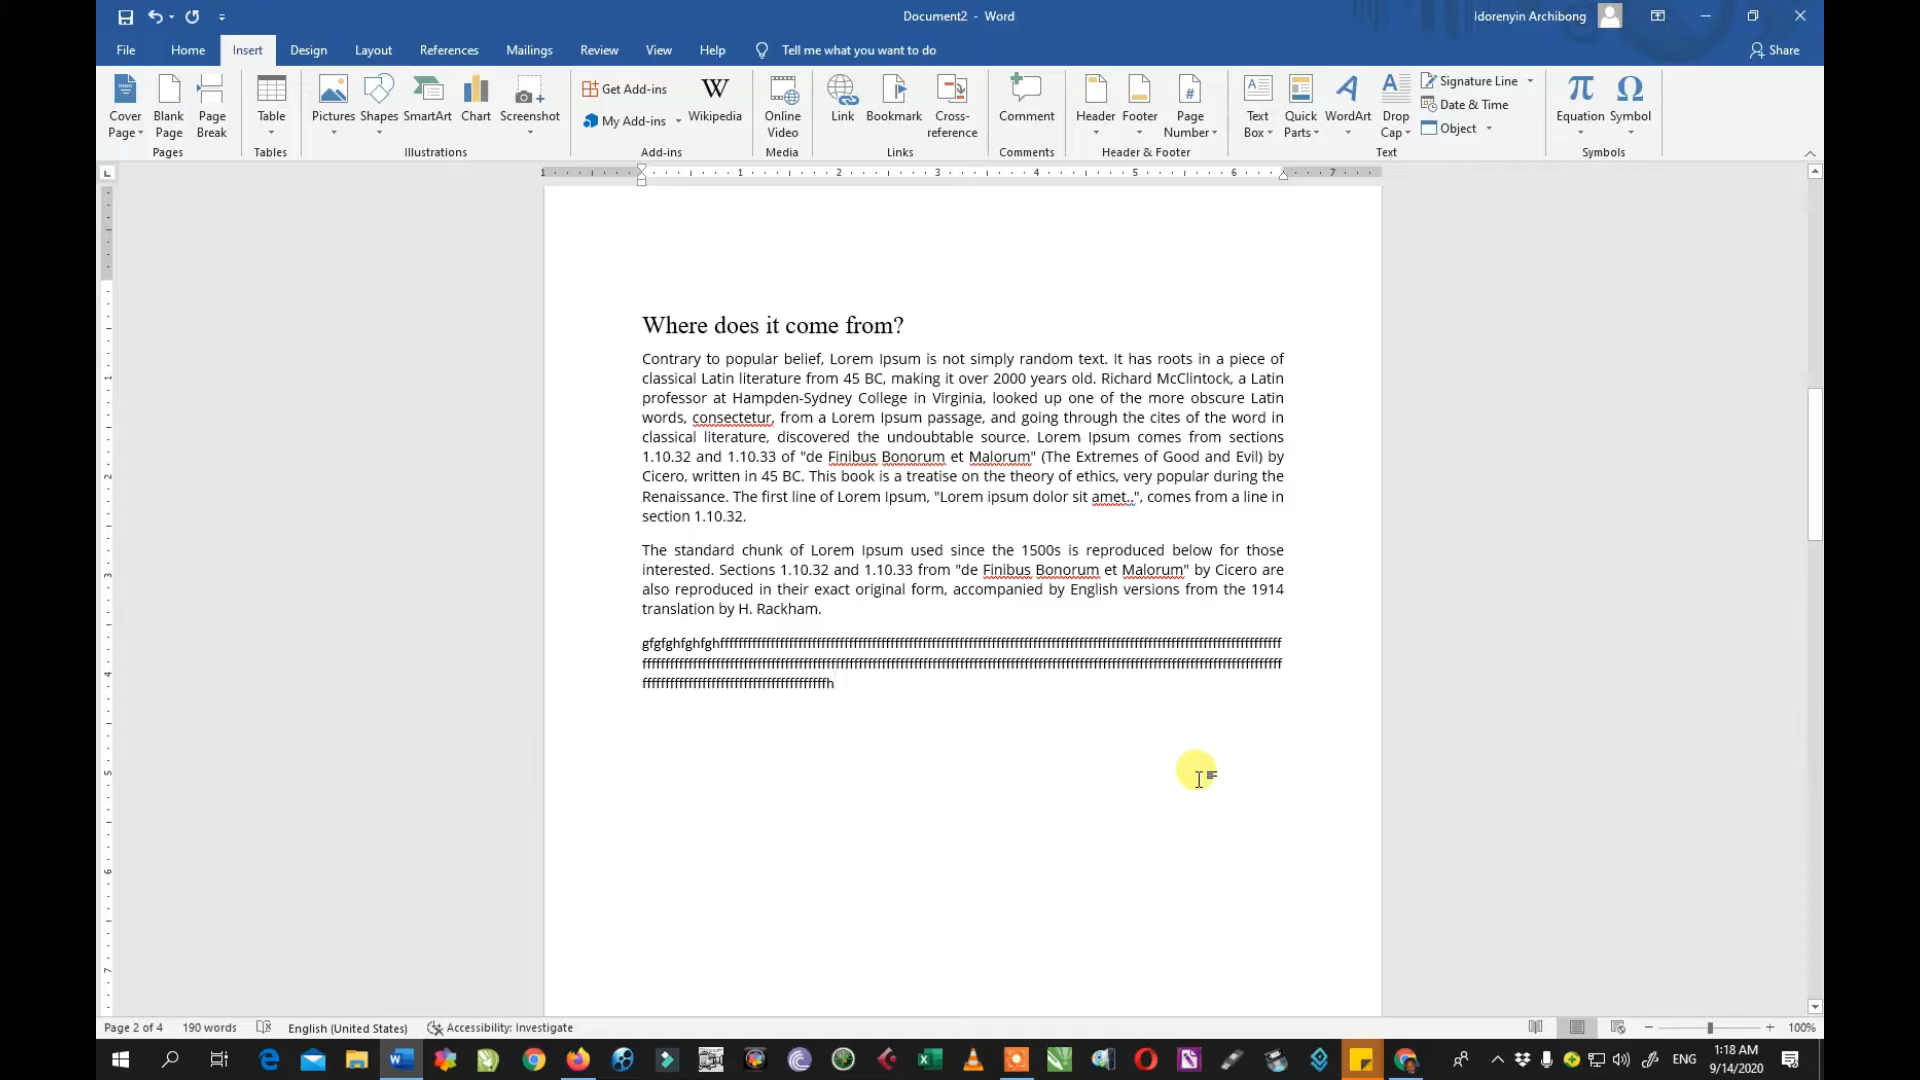 Document2 - Word
Idorenyin Archibong
File Home Insert Design Layout References Mailings Review View Help Tell me what you want to do Share
Cover Page
Blank Page
Page Break
Pages
Table
Tables
Pictures
Shapes
SmartArt
Chart
Screenshot
Illustrations
Get Add-ins
My Add-ins
Wikipedia
Add-ins
Online Video
Media
Link
Bookmark
Cross-reference
Links
Comment
Comments
Header
Footer
Page Number
Header & Footer
Text Box
Quick Parts
WordArt
Drop Cap
Signature Line
Date & Time
Object
Text
Equation
Symbol
Symbols
1 1 2 3 4 5 6 7
Where does it come from?
Contrary to popular belief, Lorem Ipsum is not simply random text. It has roots in a piece of
classical Latin literature from 45 BC, making it over 2000 years old. Richard McClintock, a Latin
professor at Hampden-Sydney College in Virginia, looked up one of the more obscure Latin
words, consectetur, from a Lorem Ipsum passage, and going through the cites of the word in
classical literature, discovered the undoubtable source. Lorem Ipsum comes from sections
1.10.32 and 1.10.33 of "de Finibus Bonorum et Malorum" (The Extremes of Good and Evil) by
Cicero, written in 45 BC. This book is a treatise on the theory of ethics, very popular during the
Renaissance. The first line of Lorem Ipsum, "Lorem ipsum dolor sit amet..", comes from a line in
section 1.10.32.
The standard chunk of Lorem Ipsum used since the 1500s is reproduced below for those
interested. Sections 1.10.32 and 1.10.33 from "de Finibus Bonorum et Malorum" by Cicero are
also reproduced in their exact original form, accompanied by English versions from the 1914
translation by H. Rackham.
Page 2 of 4 190 words English (United States) Accessibility: Investigate 100%
ENG
1:18 AM
9/14/2020